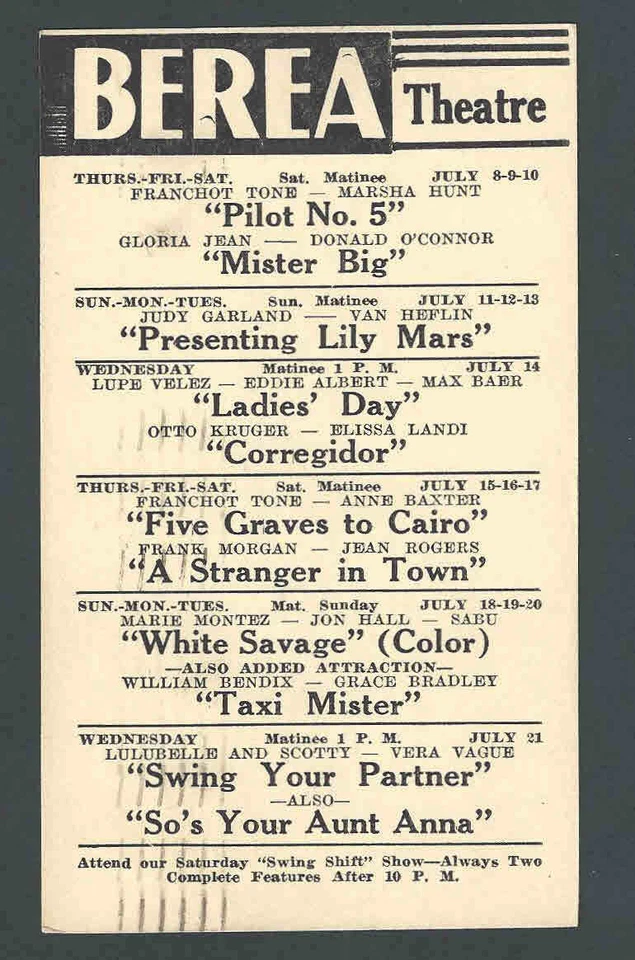 BEREA Theatre
THURS.-FRI.-SAT. Sat. Matinee JULY 8-9-10
FRANCHOT TONE — MARSHA HUNT
"Pilot No. 5"
GLORIA JEAN — DONALD O'CONNOR
"Mister Big"
SUN.-MON.-TUES. Sun. Matinee JULY 11-12-13
JUDY GARLAND — VAN HEFLIN
"Presenting Lily Mars"
WEDNESDAY Matinee 1 P. M. JULY 14
LUPE VELEZ — EDDIE ALBERT — MAX BAER
"Ladies' Day"
OTTO KRUGER — ELISSA LANDI
"Corregidor"
THURS.-FRI.-SAT. Sat. Matinee JULY 15-16-17
FRANCHOT TONE — ANNE BAXTER
"Five Graves to Cairo"
FRANK MORGAN — JEAN ROGERS
"A Stranger in Town"
SUN.-MON.-TUES. Mat. Sunday JULY 18-19-20
MARIE MONTEZ — JON HALL — SABU
"White Savage" (Color)
—ALSO ADDED ATTRACTION—
WILLIAM BENDIX — GRACE BRADLEY
"Taxi Mister"
WEDNESDAY Matinee 1 P. M. JULY 21
LULUBELLE AND SCOTTY — VERA VAGUE
"Swing Your Partner"
—ALSO—
"So's Your Aunt Anna"
Attend our Saturday "Swing Shift" Show—Always Two
Complete Features After 10 P. M.